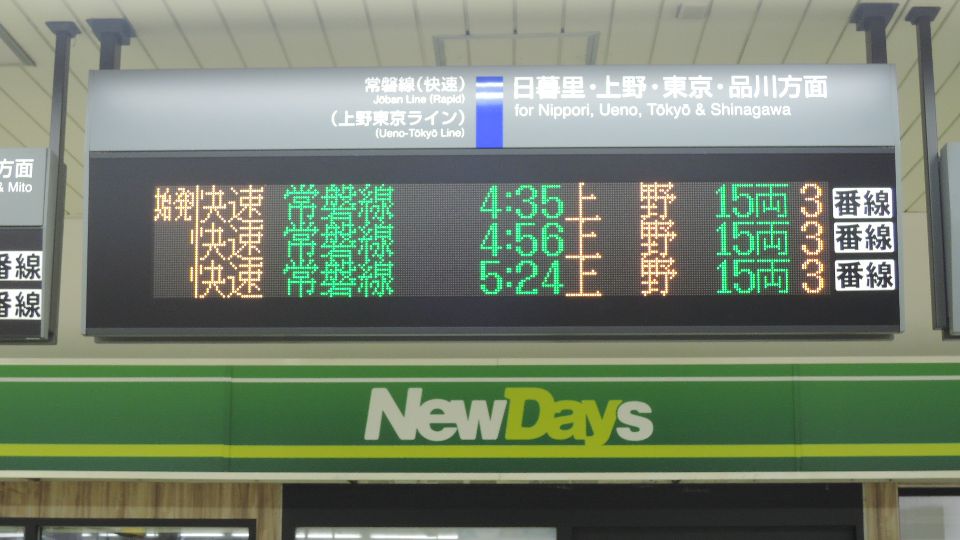 常磐線(快速)
Jōban Line (Rapid)
(上野東京ライン)
(Ueno-Tōkyō Line)
日暮里・上野・東京・品川方面
for Nippori, Ueno, Tōkyō & Shinagawa
方面
& Mito
始発 快速 常磐線 4:35 上野 15両 3 番線
快速 常磐線 4:56 上野 15両 3 番線
快速 常磐線 5:24 上野 15両 3 番線
番線
番線
NewDays